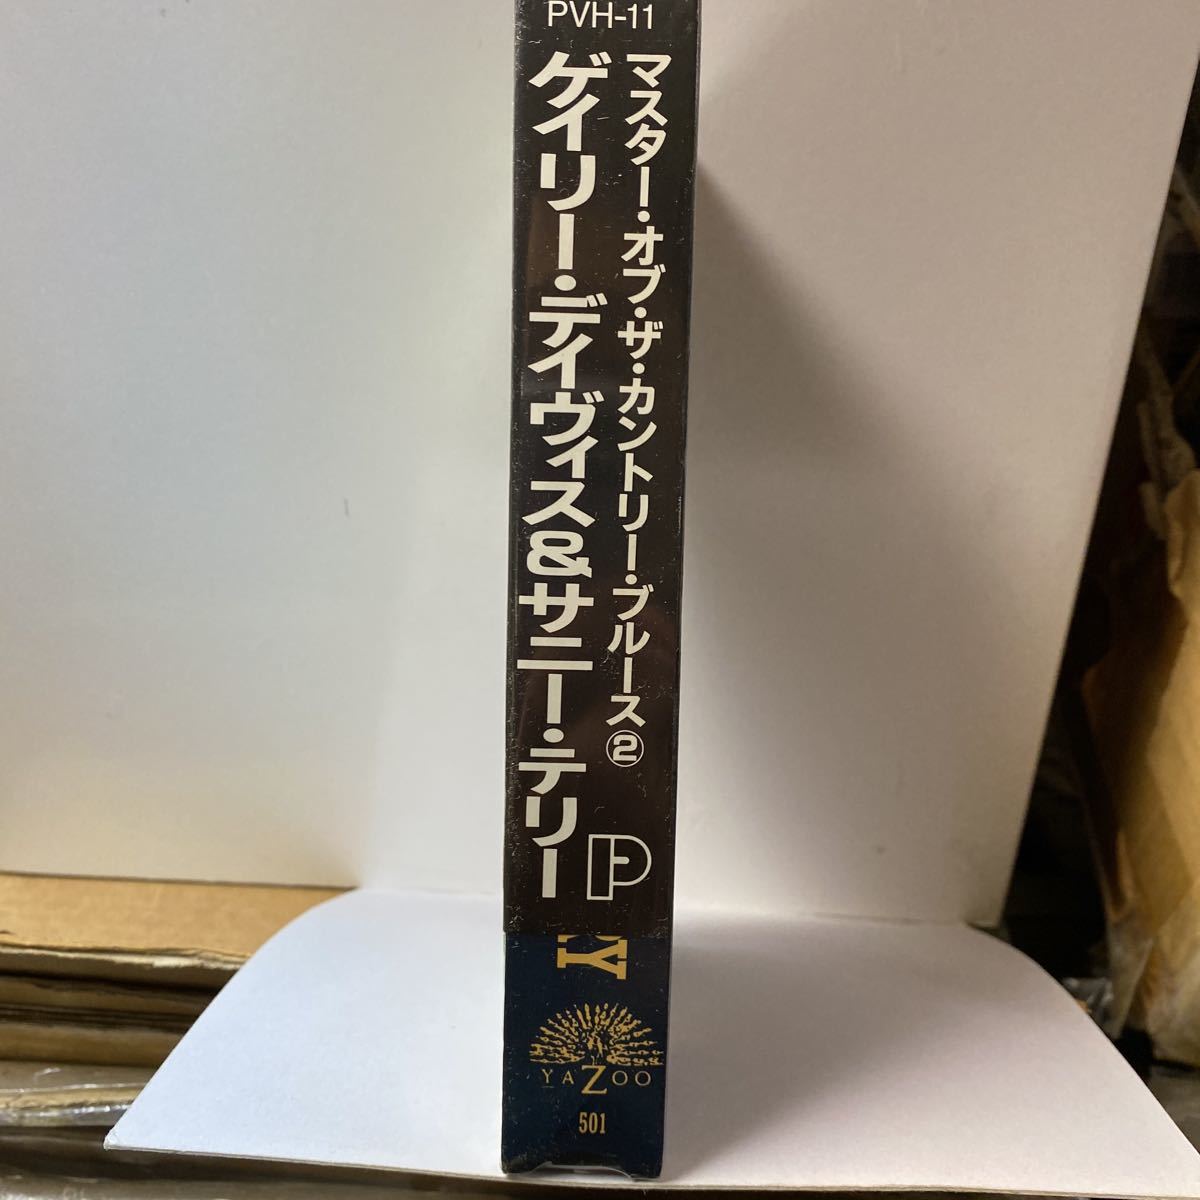 PVH-11
マスター・オブ・ザ・カントリー・ブルース②
ゲイリー・デイヴィス&サニー・テリー
P
YAZOO
501